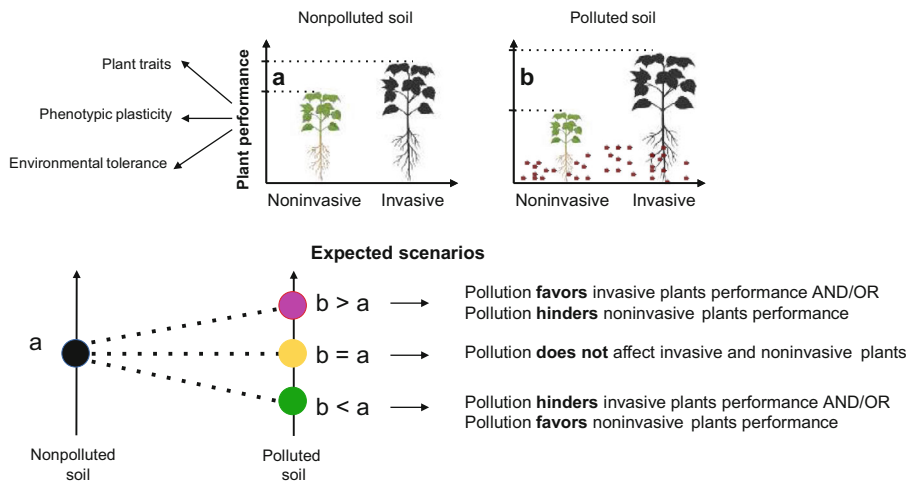 Nonpolluted soil
Polluted soil
Plant traits
Phenotypic plasticity
Environmental tolerance
Plant performance
a
b
Noninvasive
Invasive
Noninvasive
Invasive
Expected scenarios
a
b > a
Pollution favors invasive plants performance AND/OR
Pollution hinders noninvasive plants performance
b = a
Pollution does not affect invasive and noninvasive plants
b < a
Pollution hinders invasive plants performance AND/OR
Pollution favors noninvasive plants performance
Nonpolluted
soil
Polluted
soil